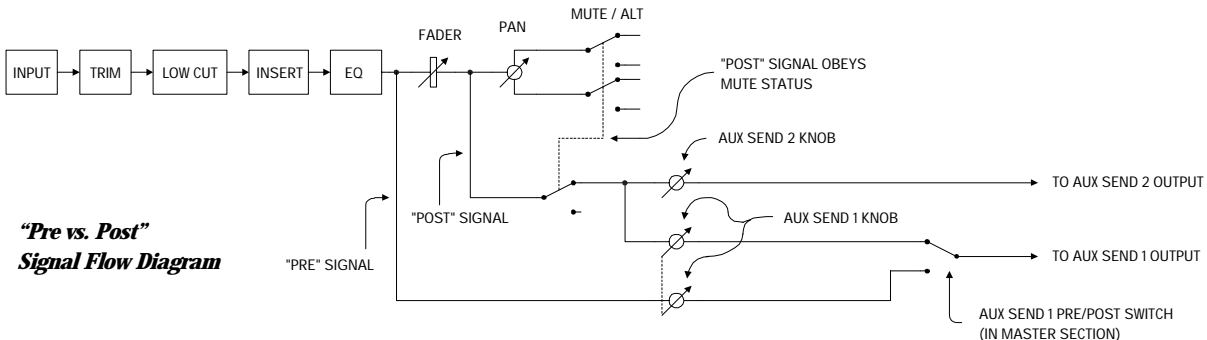 MUTE / ALT
PAN
FADER
INPUT
TRIM
LOW CUT
INSERT
EQ
"POST" SIGNAL OBEYS
MUTE STATUS
AUX SEND 2 KNOB
TO AUX SEND 2 OUTPUT
"POST" SIGNAL
AUX SEND 1 KNOB
“Pre vs. Post”
Signal Flow Diagram
"PRE" SIGNAL
TO AUX SEND 1 OUTPUT
AUX SEND 1 PRE/POST SWITCH
(IN MASTER SECTION)